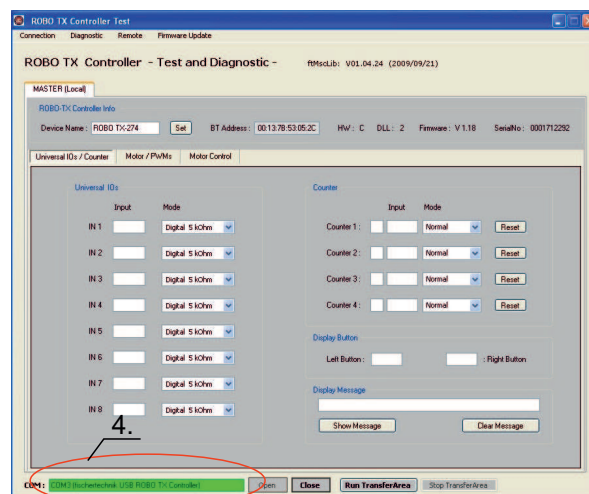 ROBO TX Controller Test
Connection Diagnostic Remote Firmware Update
ROBO TX Controller - Test and Diagnostic - ftMscLib: V01.04.24 (2009/09/21)
MASTER (Local)
ROBO-TX Controller Info
Device Name : ROBO TX-274 Set BT Address : 00:13:7B:53:05:2C HW : C DLL : 2 Firmware : V 1.18 SerialNo : 0001712292
Universal IOs / Counter Motor / PWMs Motor Control
Universal IOs Counter
Input Mode Input Mode
IN 1 Digital 5 kOhm Counter 1 : Normal Reset
IN 2 Digital 5 kOhm Counter 2 : Normal Reset
IN 3 Digital 5 kOhm Counter 3 : Normal Reset
IN 4 Digital 5 kOhm Counter 4 : Normal Reset
IN 5 Digital 5 kOhm
Display Button
IN 6 Digital 5 kOhm Left Button : : Right Button
IN 7 Digital 5 kOhm
Display Message
IN 8 Digital 5 kOhm
4.
Show Message Clear Message
COM : COM3 (fischertechnik USB ROBO TX Controller) Open Close Run TransferArea Stop TransferArea